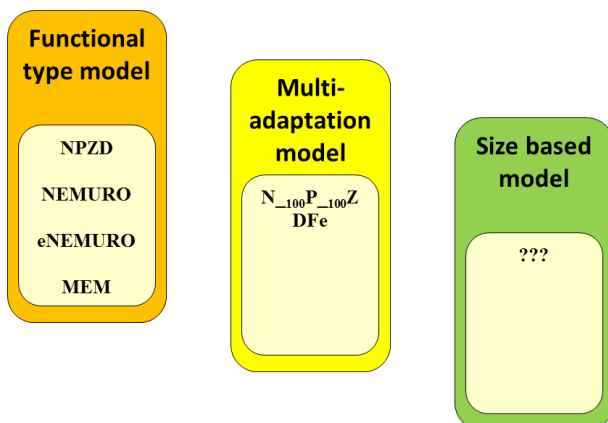 Functional
type model
NPZD
NEMURO
eNEMURO
MEM
Multi-
adaptation
model
N_100P_100Z
DFe
Size based
model
???